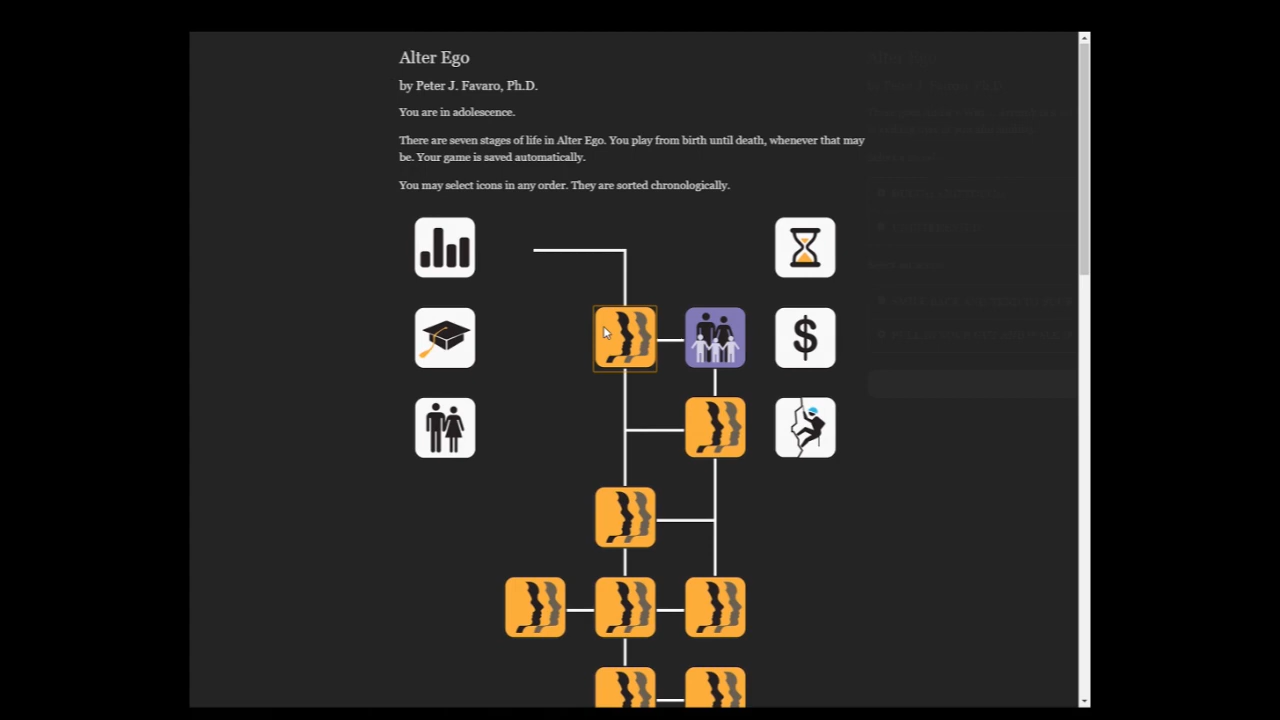 Alter Ego
by Peter J. Favaro, Ph.D.
You are in adolescence.
There are seven stages of life in Alter Ego. You play from birth until death, whenever that may
be. Your game is saved automatically.
You may select icons in any order. They are sorted chronologically.
$